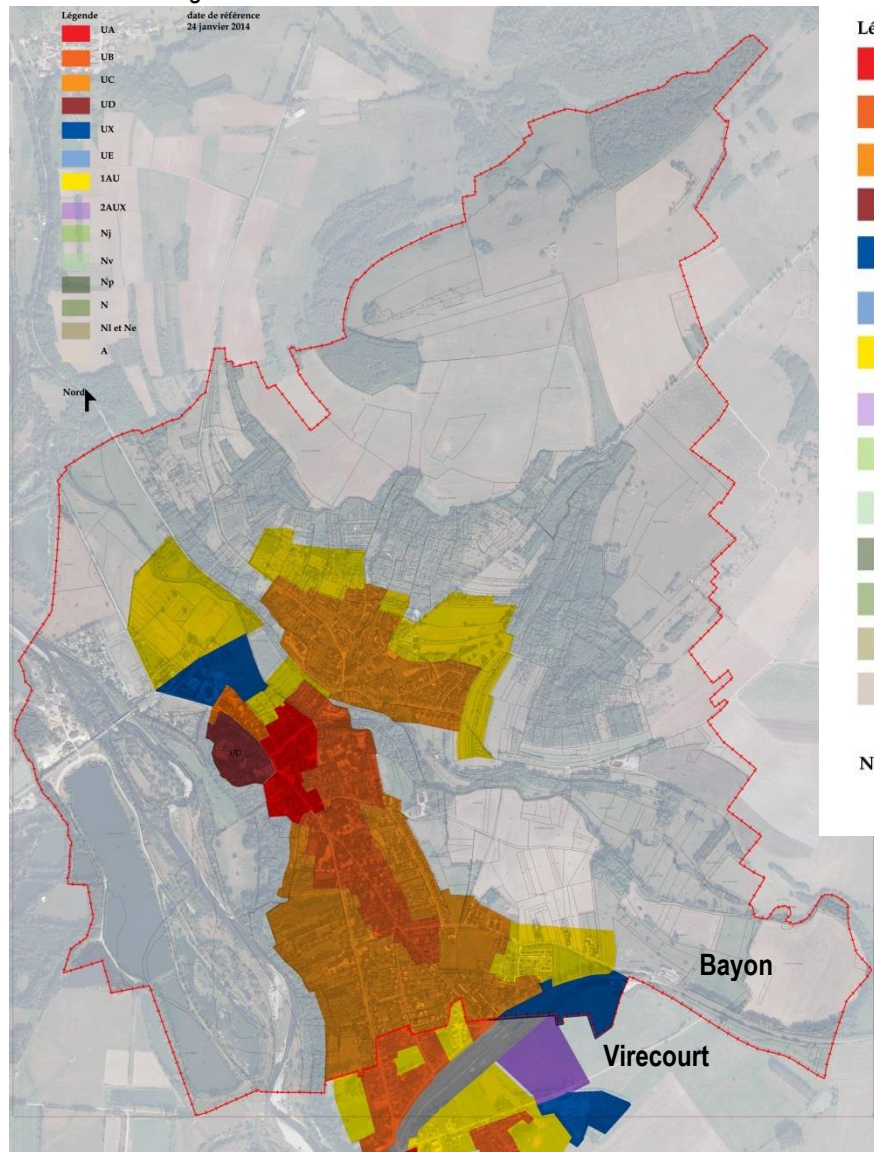 Légende
date de référence
24 janvier 2014
UA
UB
UC
UD
UX
UE
1AU
2AUX
Nj
Nv
Np
N
Nl et Ne
A
Nord
UD
Bayon
Virecourt
Lé
N